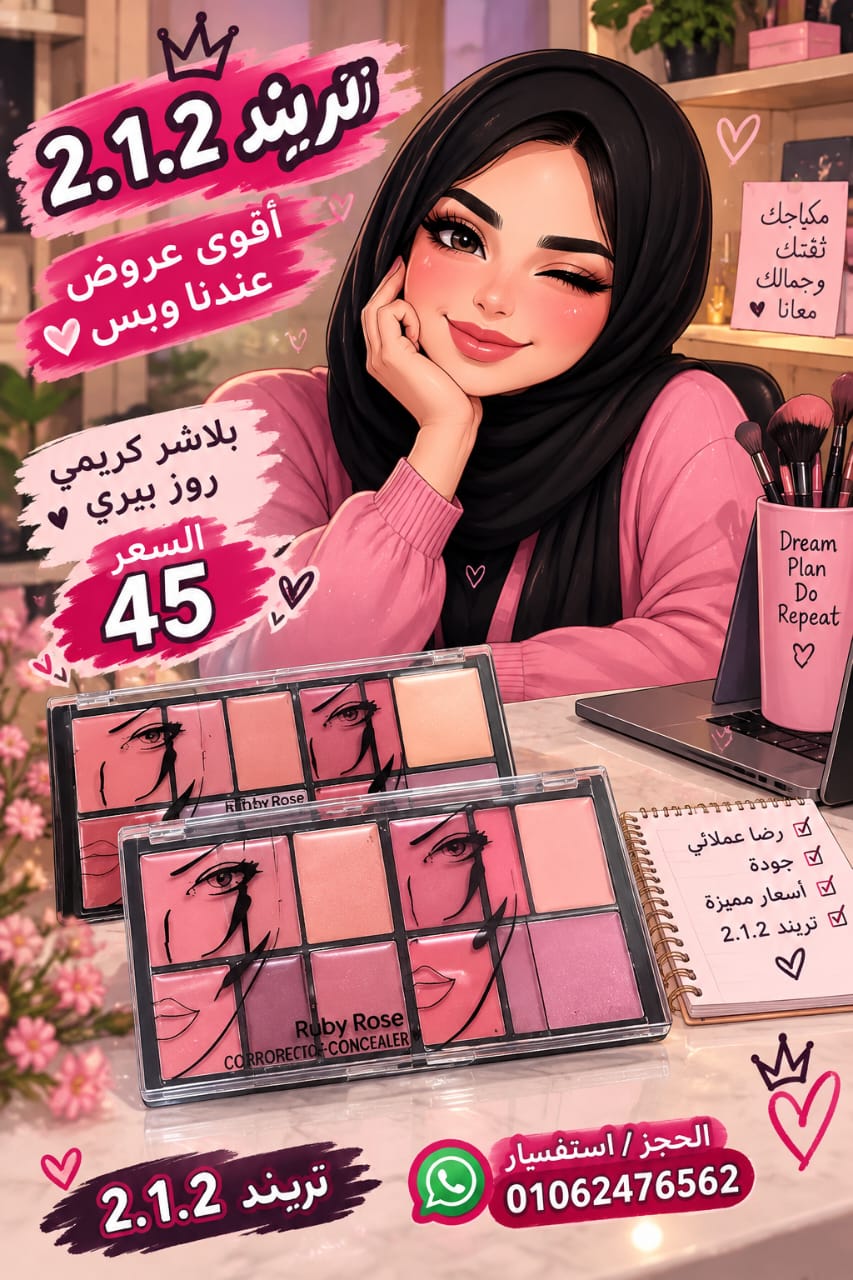 تريند 2.1.2
أقوى عروض
عندنا وبس
مكياجك
ثقتك
وجمالك
معانا
بلاشر كريمي
روز بيري
السعر
45
Dream
Plan
Do
Repeat
Ruby Rose
Ruby Rose
CORRORECTO+CONCEALER
رضا عملائي
جودة
أسعار مميزة
تريند 2.1.2
تريند 2.1.2
الحجز / استفسيار
01062476562